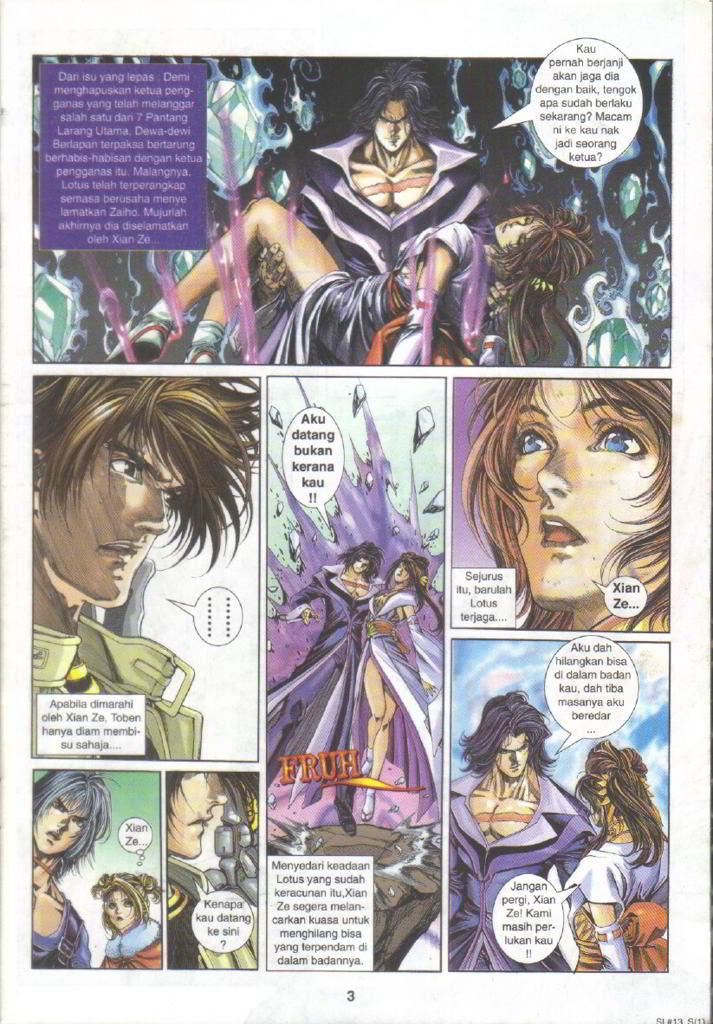 Dari isu yang lepas : Demi
menghapuskan ketua peng-
ganas yang telah melanggar
salah satu dari 7 Pantang
Larang Utama, Dewa-dewi
Berlapan terpaksa bertarung
berhabis-habisan dengan ketua
pengganas itu. Malangnya,
Lotus telah terperangkap
semasa berusaha menye
lamatkan Zaiho. Mujurlah
akhirnya dia diselamatkan
oleh Xian Ze...
Kau
pernah berjanji
akan jaga dia
dengan baik, tengok
apa sudah berlaku
sekarang? Macam
ni ke kau nak
jadi seorang
ketua?
Apabila dimarahi
oleh Xian Ze, Toben
hanya diam membi-
su sahaja....
Aku
datang
bukan
kerana
kau
!!
Sejurus
itu, barulah
Lotus
terjaga....
Xian
Ze...
Xian
Ze...
Kenapa
kau datang
ke sini
?
FRUH
Menyedari keadaan
Lotus yang sudah
keracunan itu,Xian
Ze segera melan-
carkan kuasa untuk
menghilang bisa
yang terpendam di
dalam badannya.
Aku dah
hilangkan bisa
di dalam badan
kau, dah tiba
masanya aku
beredar
...
Jangan
pergi, Xian
Ze! Kami
masih per-
lukan kau
!!
3
SL#13 S(1)